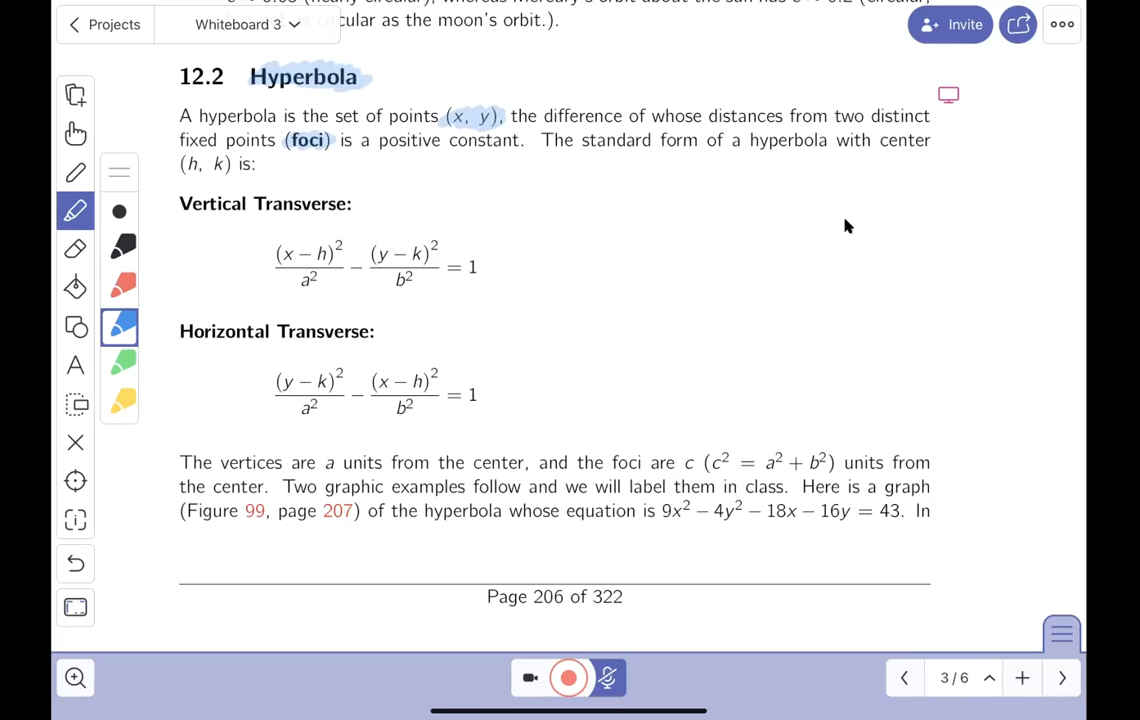 Projects
Whiteboard 3
Invite
cular as the moon's orbit.).
12.2 Hyperbola
A hyperbola is the set of points (x, y), the difference of whose distances from two distinct
fixed points (foci) is a positive constant. The standard form of a hyperbola with center
(h, k) is:
Vertical Transverse:
(x − h)²/a² − (y − k)²/b² = 1
Horizontal Transverse:
(y − k)²/a² − (x − h)²/b² = 1
The vertices are a units from the center, and the foci are c (c² = a² + b²) units from
the center. Two graphic examples follow and we will label them in class. Here is a graph
(Figure 99, page 207) of the hyperbola whose equation is 9x² − 4y² − 18x − 16y = 43. In
Page 206 of 322
3/6